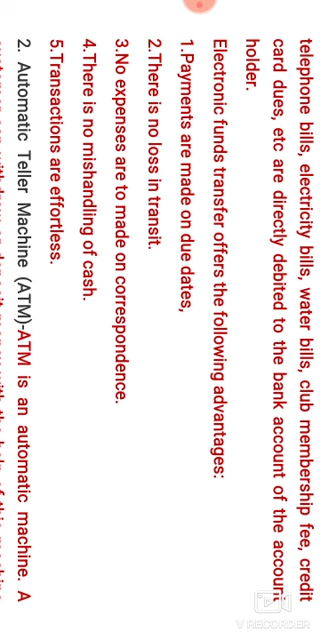 telephone bills, electricity bills, water bills, club membership fee, credit
card dues, etc are directly debited to the bank account of the account
holder.
Electronic funds transfer offers the following advantages:
1.Payments are made on due dates,
2.There is no loss in transit.
3.No expenses are to made on correspondence.
4.There is no mishandling of cash.
5.Transactions are effortless.
2. Automatic Teller Machine (ATM)-ATM is an automatic machine. A
V RECORDER